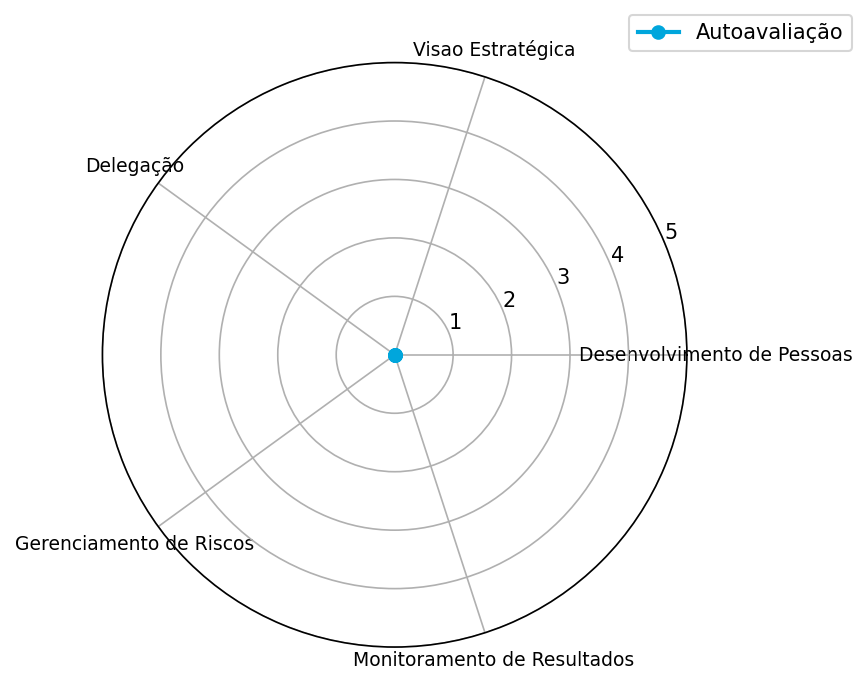 Autoavaliação
Visao Estratégica
Delegação
5
4
3
2
1
Desenvolvimento de Pessoas
Gerenciamento de Riscos
Monitoramento de Resultados